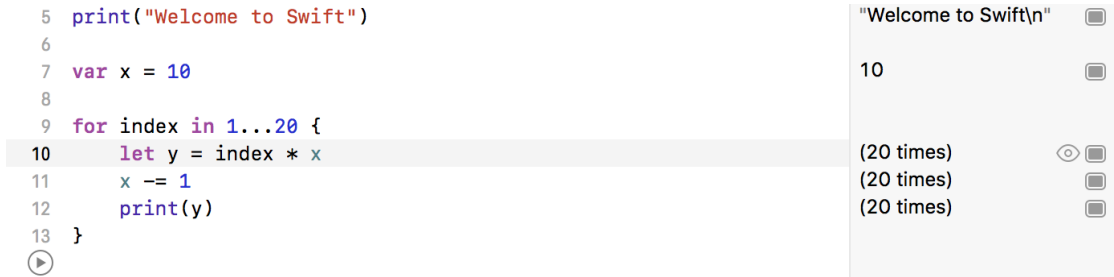 5 print("Welcome to Swift") "Welcome to Swift\n"
6
7 var x = 10 10
8
9 for index in 1...20 {
10 let y = index * x (20 times)
11 x -= 1 (20 times)
12 print(y) (20 times)
13 }